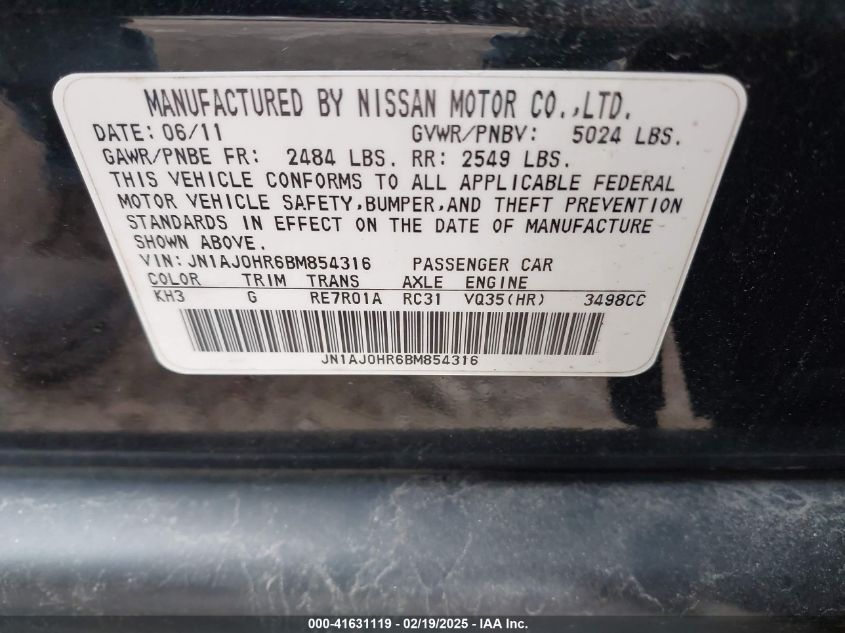 MANUFACTURED BY NISSAN MOTOR CO.,LTD.
DATE: 06/11 GVWR/PNBV: 5024 LBS.
GAWR/PNBE FR: 2484 LBS. RR: 2549 LBS.
THIS VEHICLE CONFORMS TO ALL APPLICABLE FEDERAL
MOTOR VEHICLE SAFETY,BUMPER,AND THEFT PREVENTION
STANDARDS IN EFFECT ON THE DATE OF MANUFACTURE
SHOWN ABOVE.
VIN: JN1AJ0HR6BM854316 PASSENGER CAR
COLOR TRIM TRANS AXLE ENGINE
KH3 G RE7R01A RC31 VQ35(HR) 3498CC
JN1AJ0HR6BM854316
000-41631119 - 02/19/2025 - IAA Inc.